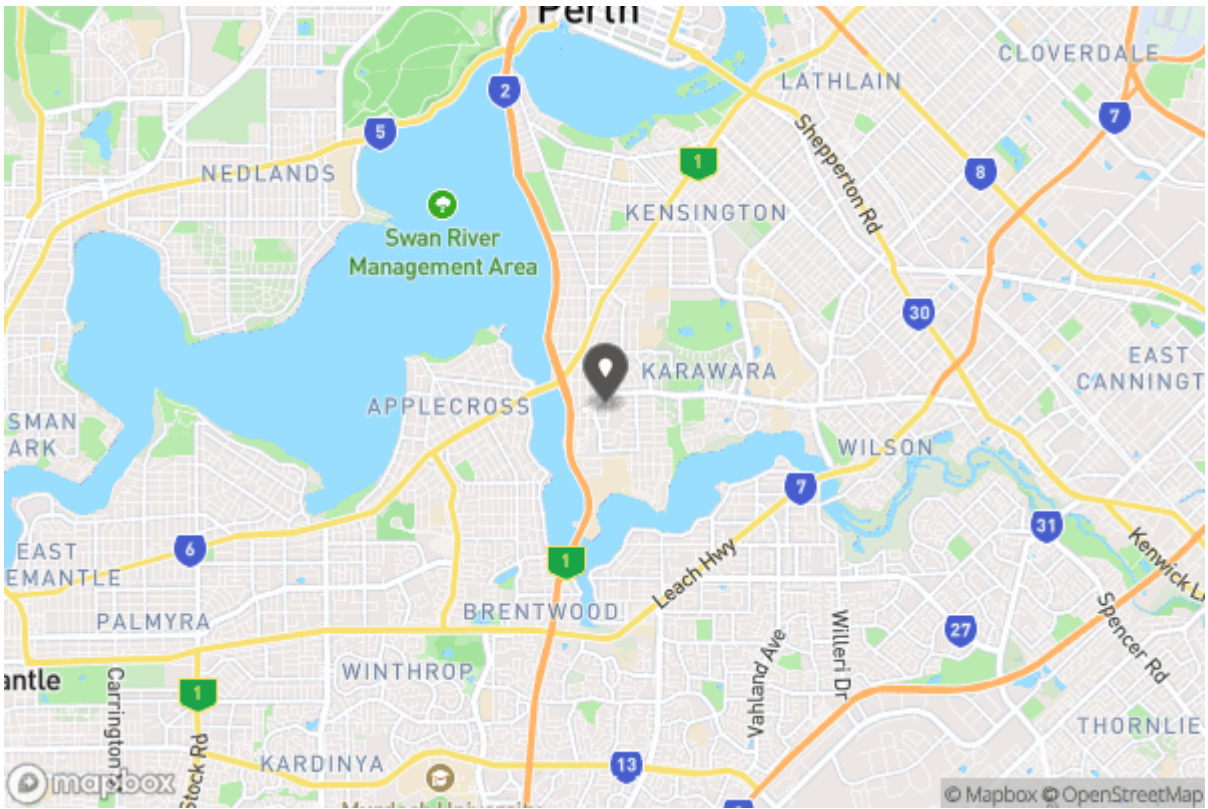 Perth
CLOVERDALE
LATHLAIN
2
7
5
Shepperton Rd
1
8
NEDLANDS
KENSINGTON
Swan River
Management Area
30
EAST
CANNINGT
KARAWARA
APPLECROSS
SMAN
ARK
WILSON
7
31
6
EAST
EMANTLE
1
Leach Hwy
Kenwick L
BRENTWOOD
PALMYRA
27
Spencer Rd
Willeri Dr
Vahland Ave
WINTHROP
antle
1
Carrington
Stock Rd
THORNLIE
KARDINYA
13
mapbox
Murdoch University
© Mapbox © OpenStreetMap